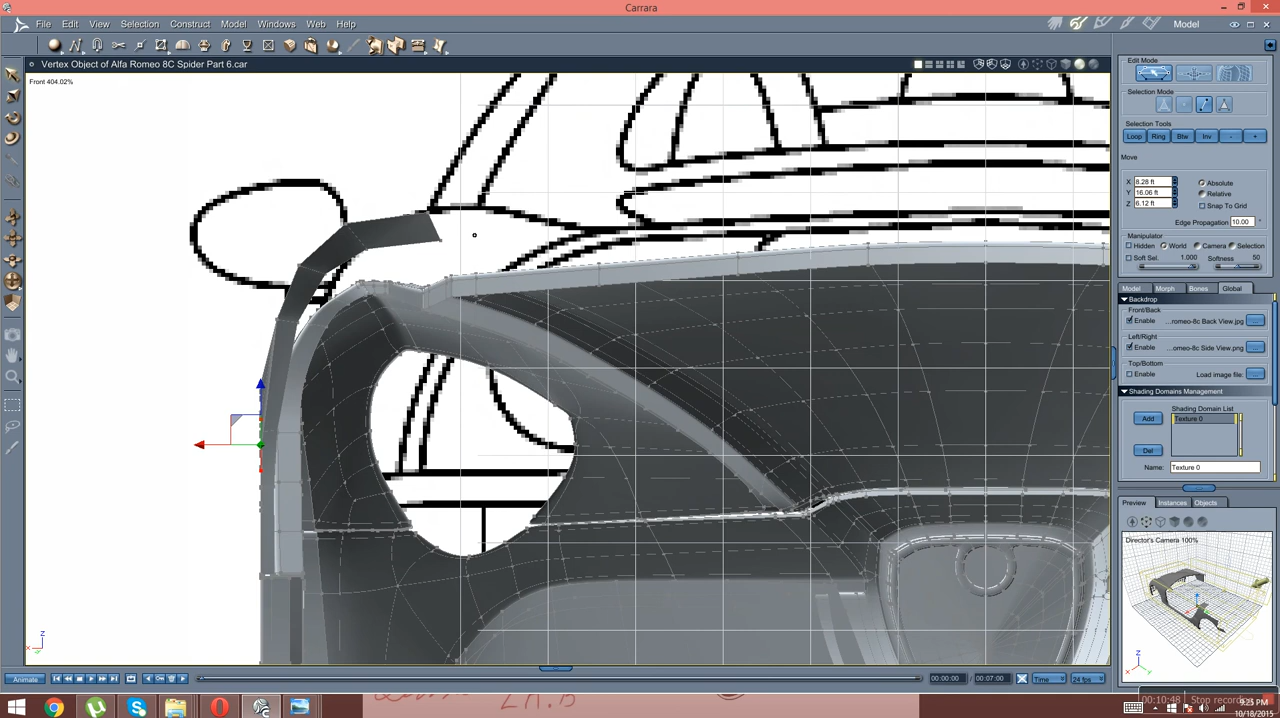 Carrara
File Edit View Selection Construct Model Windows Web Help
Model
Vertex Object of Alfa Romeo 8C Spider Part 6.car
Front 404.02%
Edit Mode
Selection Mode
Selection Tools
Loop Ring Btw Inv - +
Move
X 8.28 ft Absolute
Y 16.06 ft Relative
Z 6.12 ft Snap To Grid
Edge Propagation 10.00 °
Manipulator
Hidden World Camera Selection
Soft Sel. 1.000 Softness 50
Model Morph Bones Global
Backdrop
Front/Back
Enable ..romeo-8c Back View.jpg ...
Left/Right
Enable ...omeo-8c Side View.png ...
Top/Bottom
Enable Load image file: ...
Shading Domains Management
Shading Domain List
Add Texture 0
Del
Name: Texture 0
Preview Instances Objects
Director's Camera 100%
Z
X
Z
Animate 00:00:00 00:07:00 Time 24 fps
00:10:48 Stop recording
9:23 PM
10/18/2015